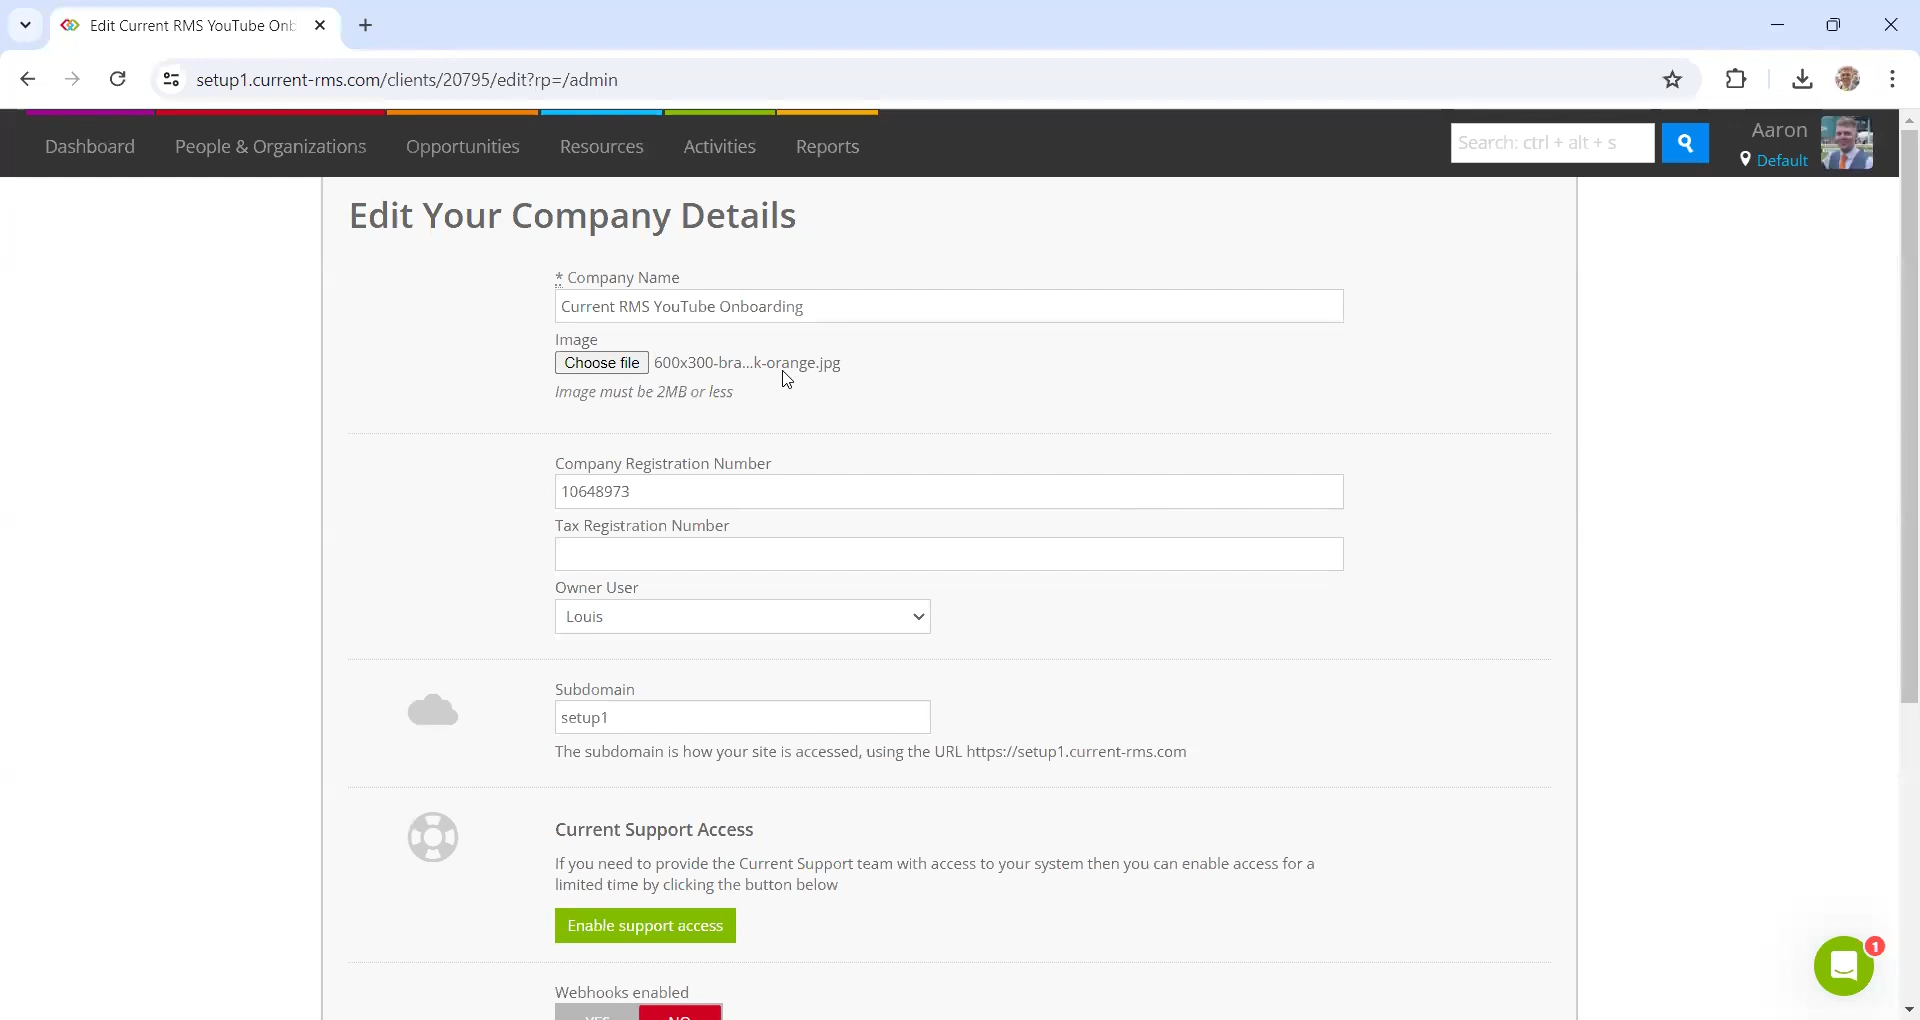 Edit Current RMS YouTube Onb
setup1.current-rms.com/clients/20795/edit?rp=/admin
Dashboard
People & Organizations
Opportunities
Resources
Activities
Reports
Search: ctrl + alt + s
Aaron
Default
Edit Your Company Details
* Company Name
Current RMS YouTube Onboarding
Image
Choose file 600x300-bra...k-orange.jpg
Image must be 2MB or less
Company Registration Number
10648973
Tax Registration Number
Owner User
Louis
Subdomain
setup1
The subdomain is how your site is accessed, using the URL https://setup1.current-rms.com
Current Support Access
If you need to provide the Current Support team with access to your system then you can enable access for a
limited time by clicking the button below
Enable support access
1
Webhooks enabled
YES NO